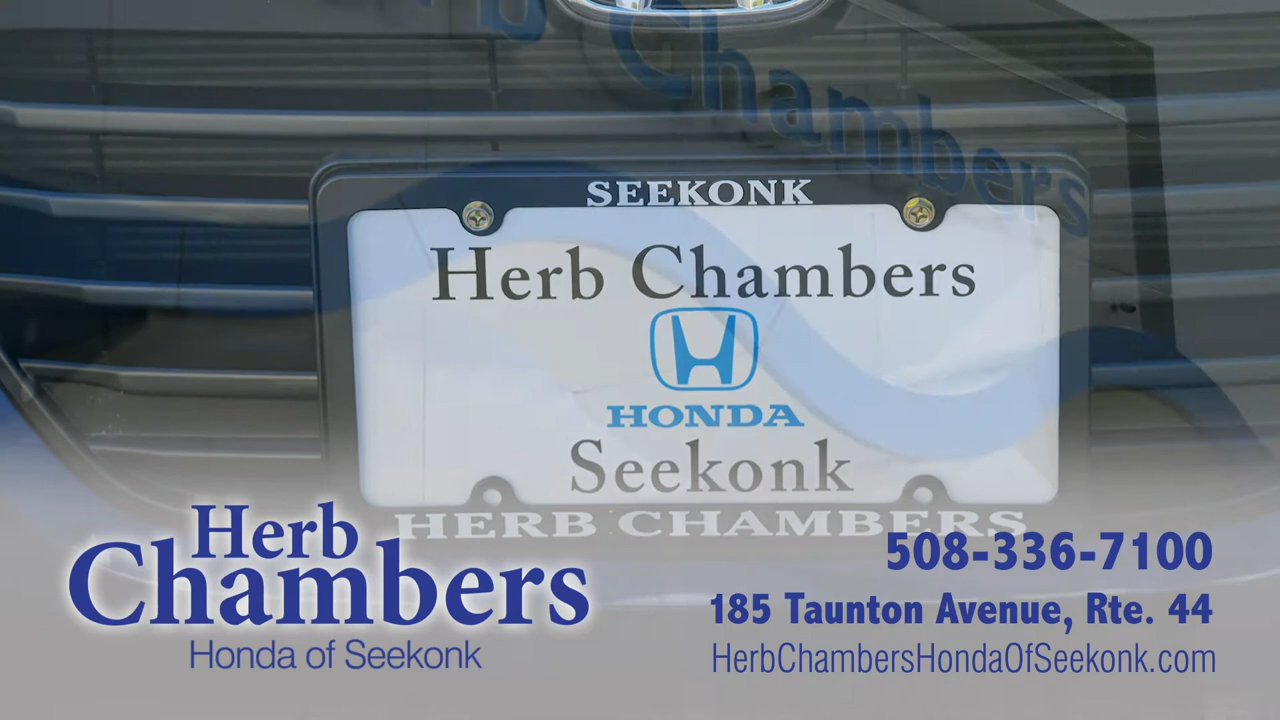 b Chambers
SEEKONK
Herb Chambers
HONDA
Seekonk
HERB CHAMBERS
Herb
Chambers
Honda of Seekonk
508-336-7100
185 Taunton Avenue, Rte. 44
HerbChambersHondaOfSeekonk.com